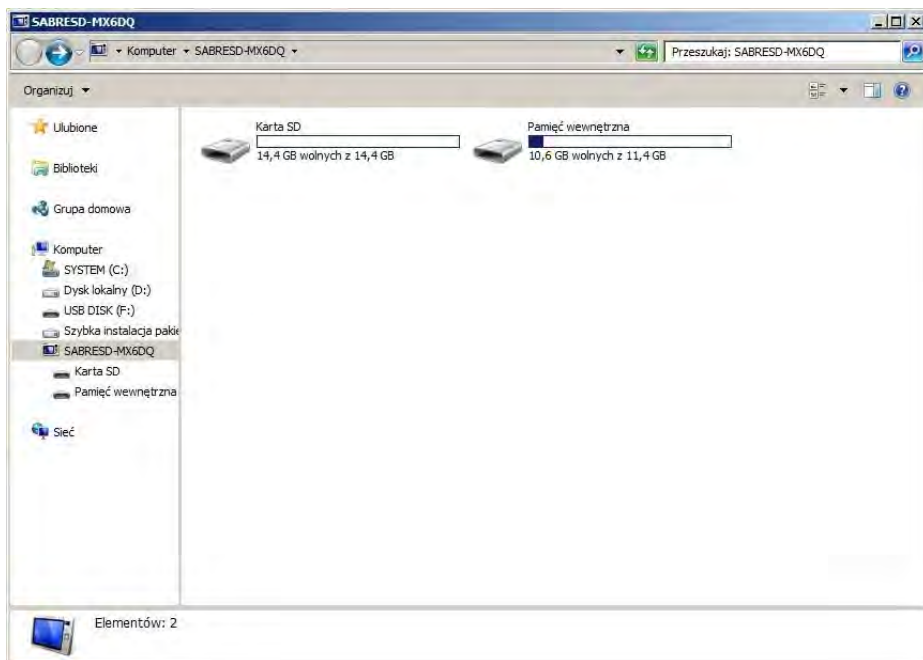 SABRESD-MX6DQ
Komputer SABRESD-MX6DQ
Przeszukaj: SABRESD-MX6DQ
Organizuj
Ulubione
Biblioteki
Grupa domowa
Komputer
SYSTEM (C:)
Dysk lokalny (D:)
USB DISK (F:)
Szybka instalacja pakie
SABRESD-MX6DQ
Karta SD
Pamięć wewnętrzna
Sieć
Karta SD
14,4 GB wolnych z 14,4 GB
Pamięć wewnętrzna
10,6 GB wolnych z 11,4 GB
Elementów: 2